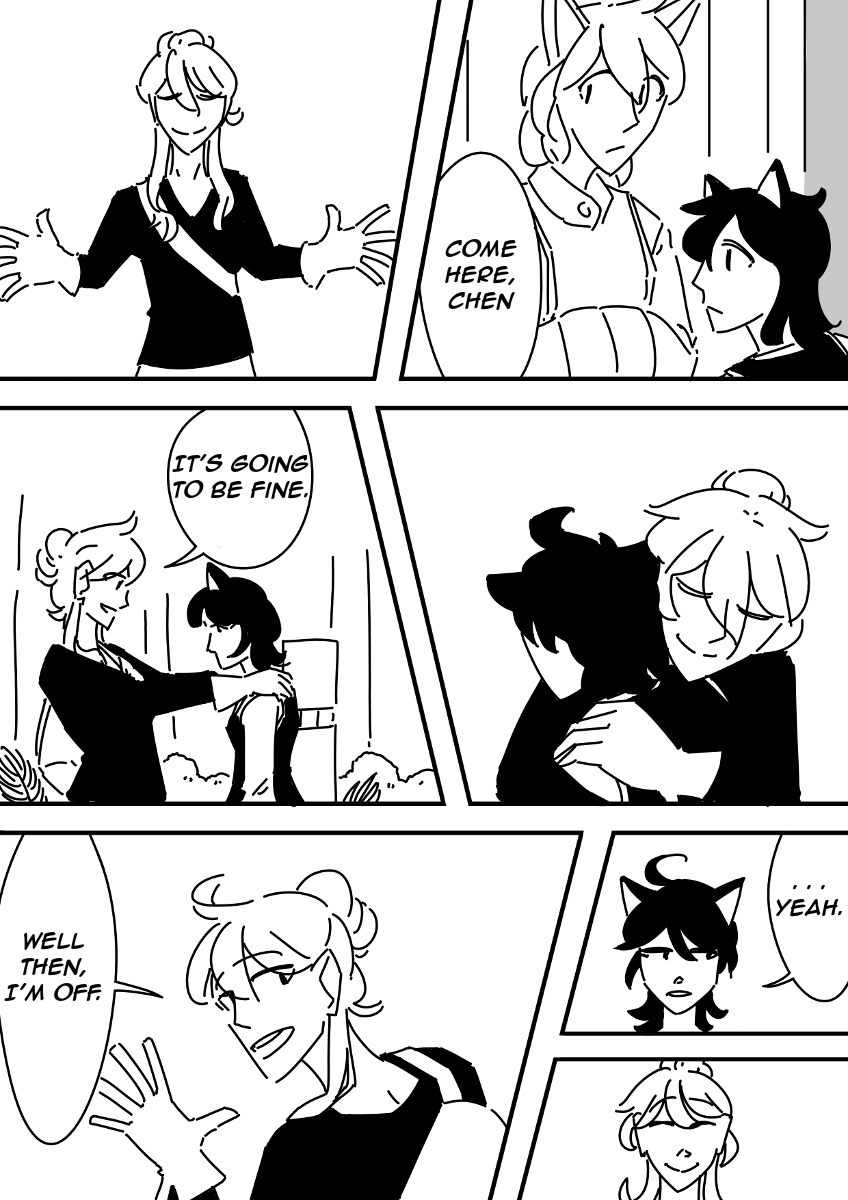 COME
HERE,
CHEN
IT'S GOING
TO BE FINE.
WELL
THEN,
I'M OFF.
...
YEAH.